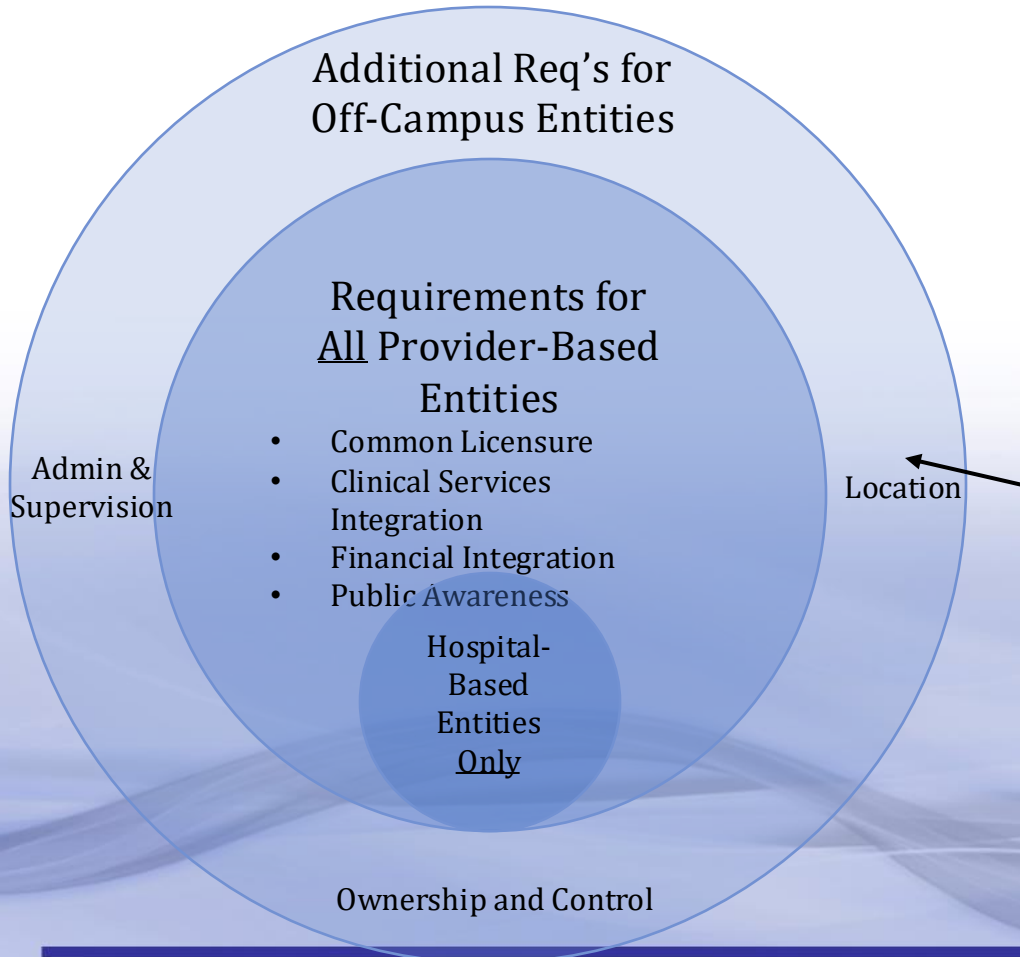 Additional Req’s for
Off-Campus Entities
Requirements for
All Provider-Based
Entities
• Common Licensure
• Clinical Services
Integration
• Financial Integration
• Public Awareness
Admin &
Supervision
Location
Hospital-
Based
Entities
Only
Ownership and Control